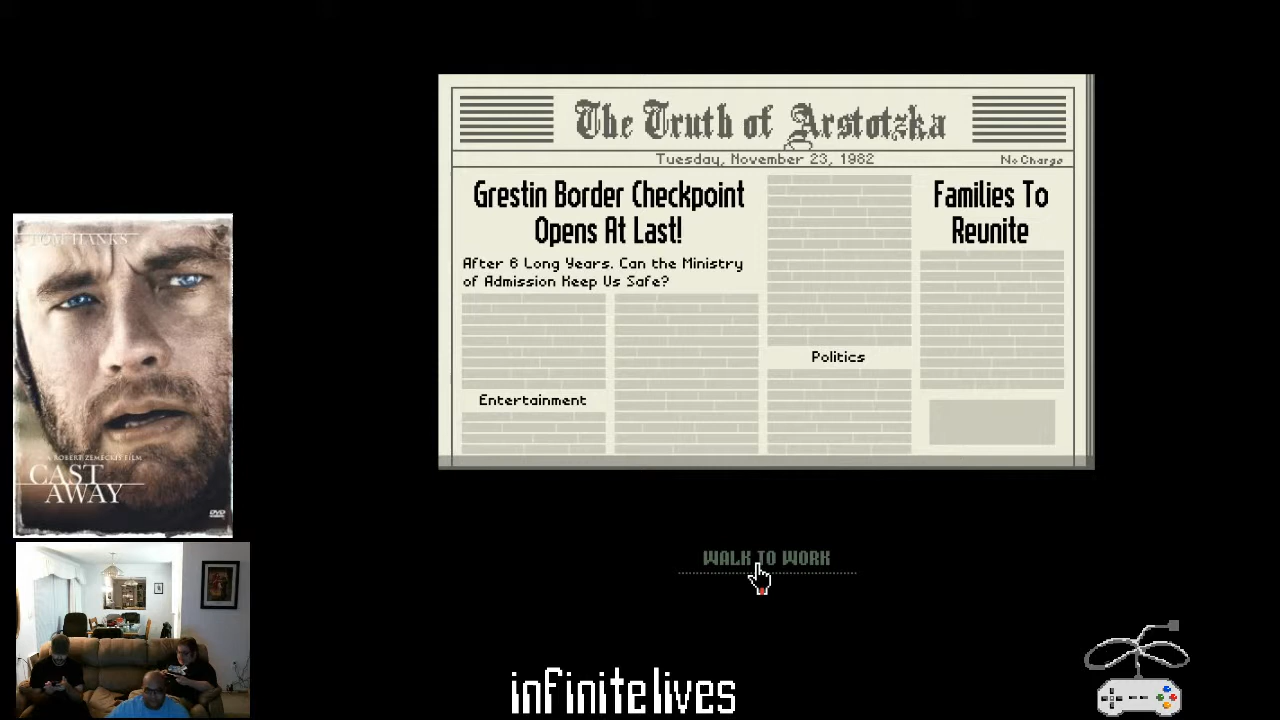 The Truth of Arstotzka
Tuesday, November 23, 1982
No Charge
Grestin Border Checkpoint
Opens At Last!
After 6 Long Years. Can the Ministry
of Admission Keep Us Safe?
Entertainment
Politics
Families To
Reunite
TOM HANKS
A ROBERT ZEMECKIS FILM
CAST
AWAY
DVD
WALK TO WORK
infinitelives